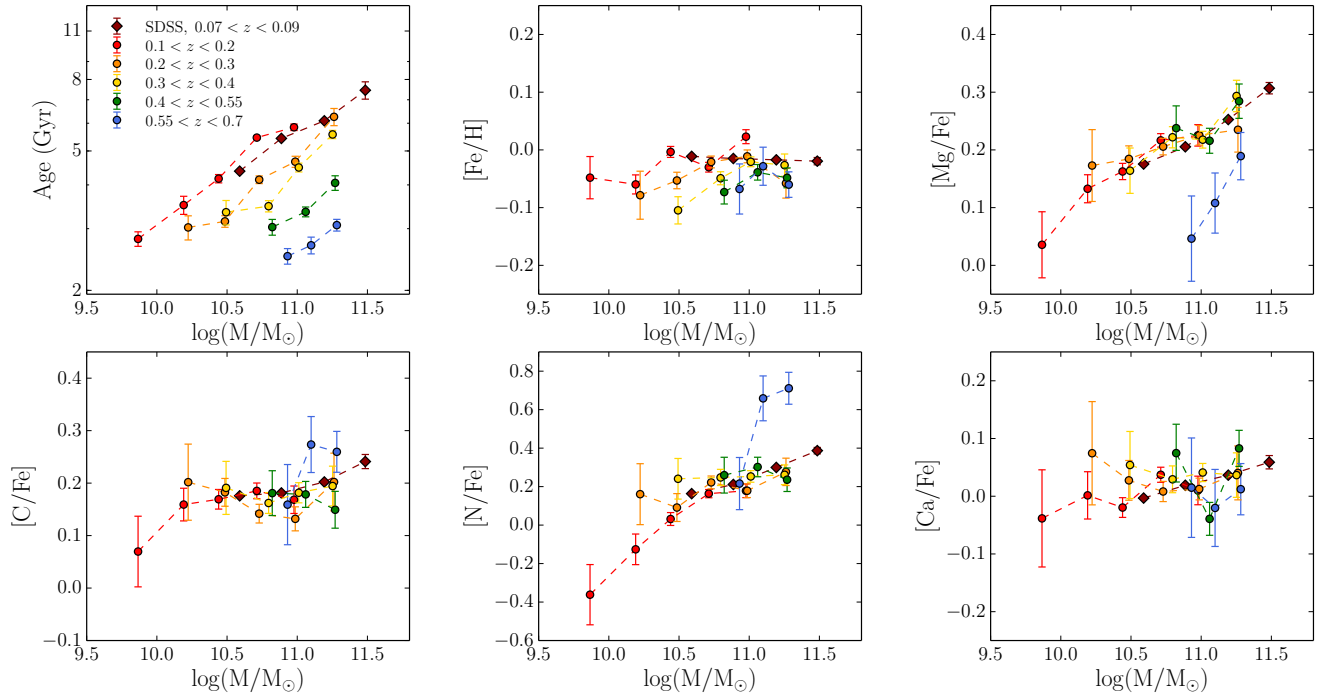 11
8
5
2
Age (Gyr)
SDSS, 0.07 < z < 0.09
0.1 < z < 0.2
0.2 < z < 0.3
0.3 < z < 0.4
0.4 < z < 0.55
0.55 < z < 0.7
9.5 10.0 10.5 11.0 11.5
log(M/M⊙)
0.2
0.1
0.0
−0.1
−0.2
[Fe/H]
9.5 10.0 10.5 11.0 11.5
log(M/M⊙)
0.4
0.3
0.2
0.1
0.0
[Mg/Fe]
9.5 10.0 10.5 11.0 11.5
log(M/M⊙)
0.4
0.3
0.2
0.1
0.0
−0.1
[C/Fe]
9.5 10.0 10.5 11.0 11.5
log(M/M⊙)
0.8
0.6
0.4
0.2
0.0
−0.2
−0.4
−0.6
[N/Fe]
9.5 10.0 10.5 11.0 11.5
log(M/M⊙)
0.2
0.1
0.0
−0.1
−0.2
[Ca/Fe]
9.5 10.0 10.5 11.0 11.5
log(M/M⊙)